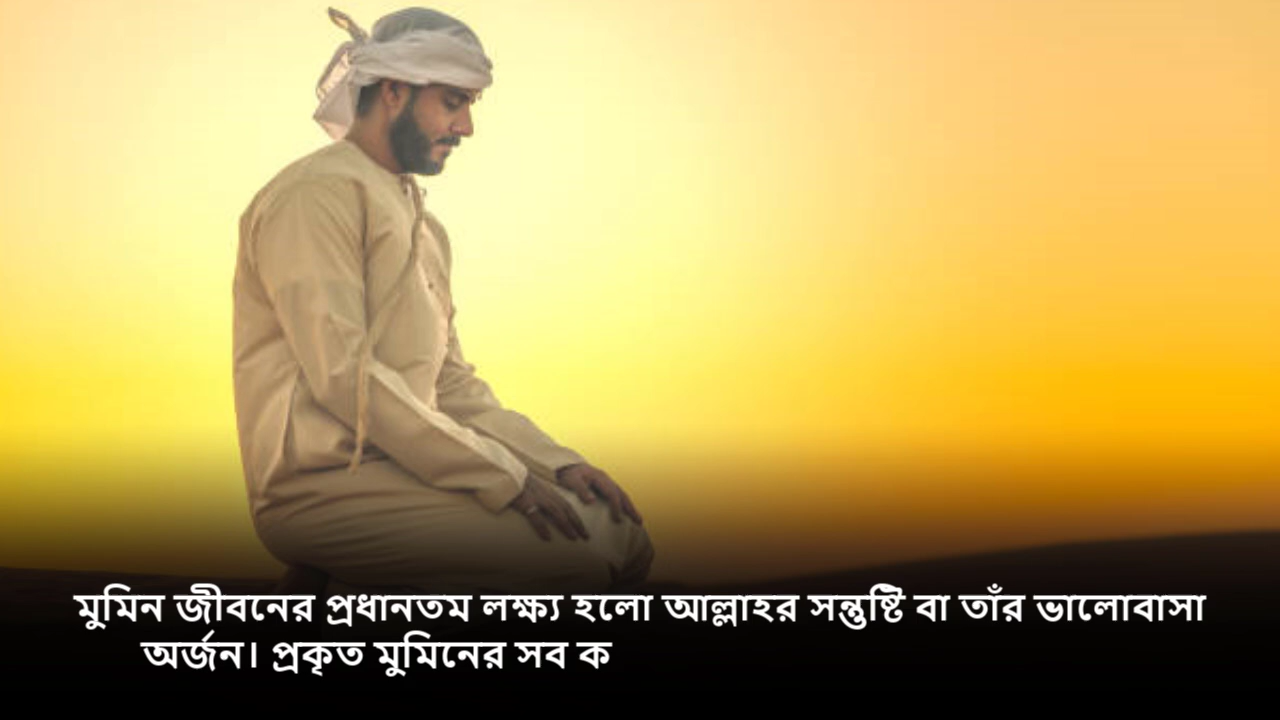 মুমিন জীবনের প্রধানতম লক্ষ্য হলো আল্লাহর সন্তুষ্টি বা তাঁর ভালোবাসা
অর্জন। প্রকৃত মুমিনের সব ক